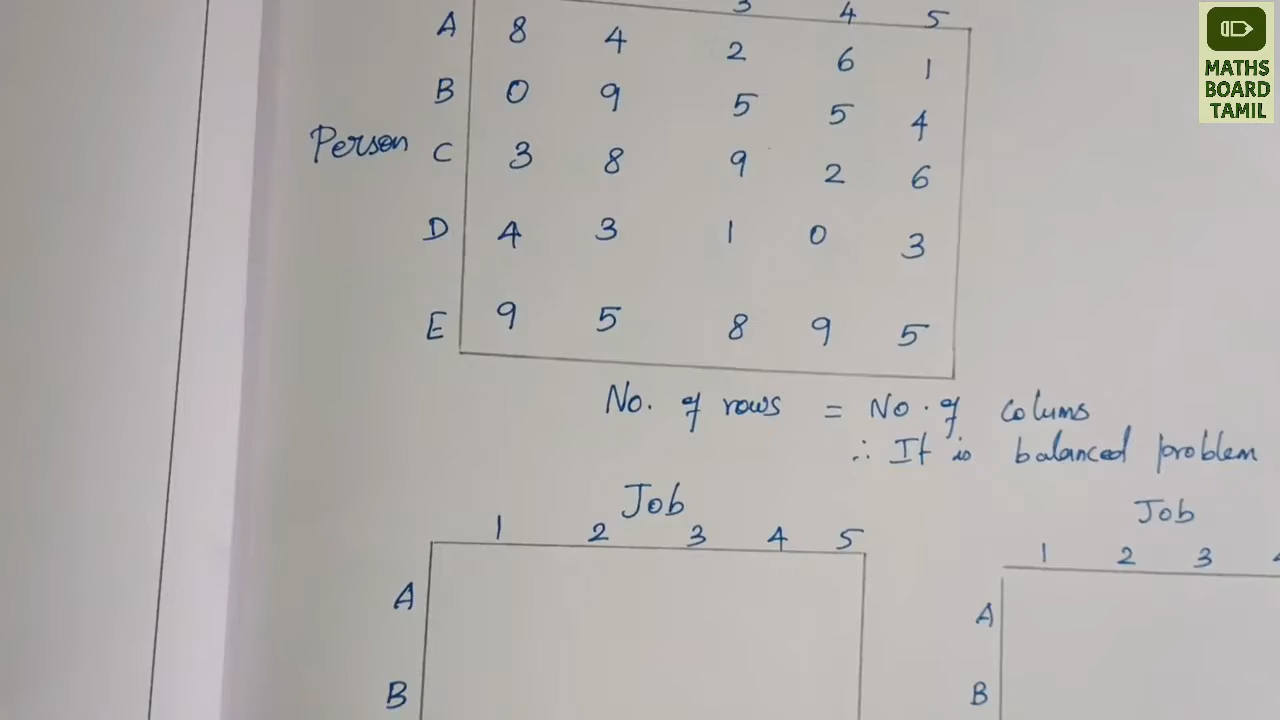 3 4 5
A 8 4 2 6 1
B 0 9 5 5 4
Person C 3 8 9 2 6
D 4 3 1 0 3
E 9 5 8 9 5
No. of rows = No. of colums
∴ It is balanced problem
Job
1 2 3 4 5
A
B
Job
1 2 3
A
B
MATHS
BOARD
TAMIL